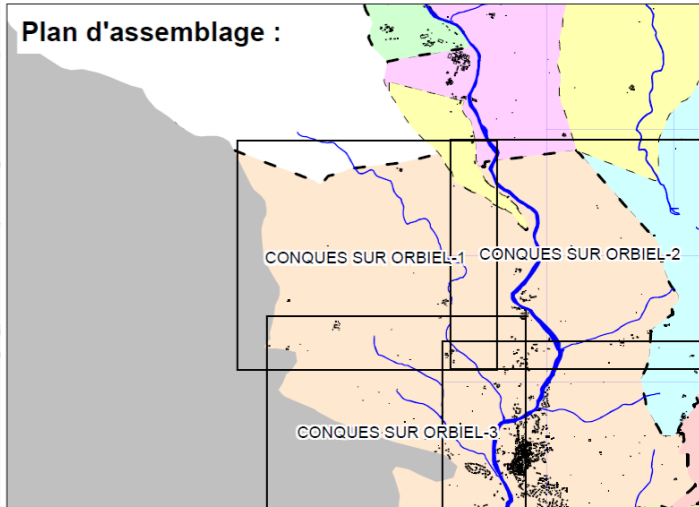 Plan d'assemblage :
CONQUES SUR ORBIEL-1
CONQUES SUR ORBIEL-2
CONQUES SUR ORBIEL-3